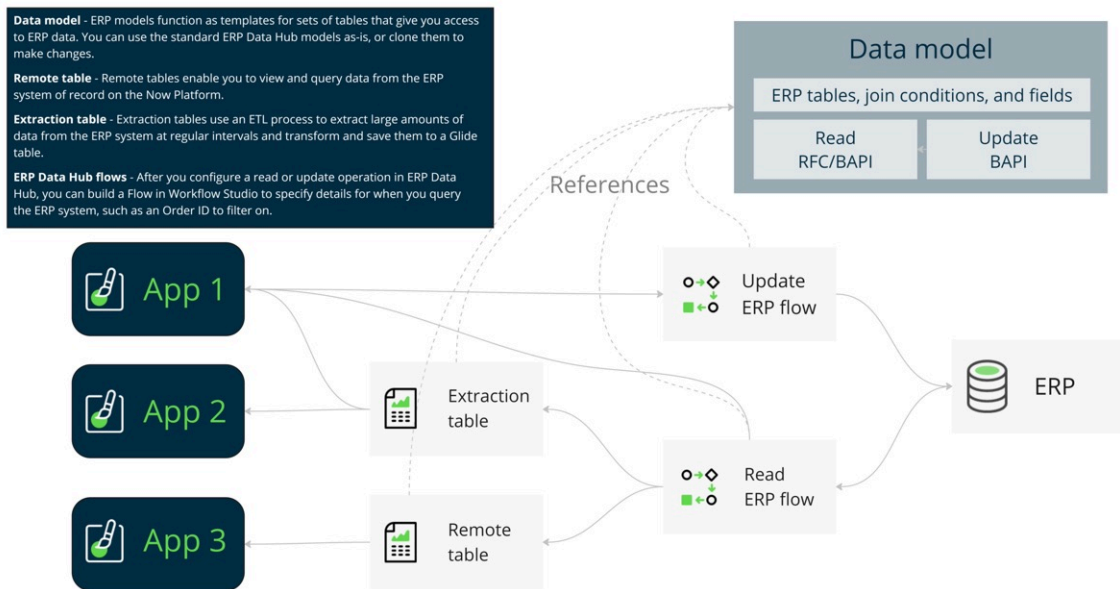 Data model - ERP models function as templates for sets of tables that give you access
to ERP data. You can use the standard ERP Data Hub models as-is, or clone them to
make changes.
Remote table - Remote tables enable you to view and query data from the ERP
system of record on the Now Platform.
Extraction table - Extraction tables use an ETL process to extract large amounts of
data from the ERP system at regular intervals and transform and save them to a Glide
table.
ERP Data Hub flows - After you configure a read or update operation in ERP Data
Hub, you can build a Flow in Workflow Studio to specify details for when you query
the ERP system, such as an Order ID to filter on.
Data model
ERP tables, join conditions, and fields
Read
RFC/BAPI
Update
BAPI
References
App 1
Update
ERP flow
App 2
Extraction
table
ERP
Read
ERP flow
App 3
Remote
table